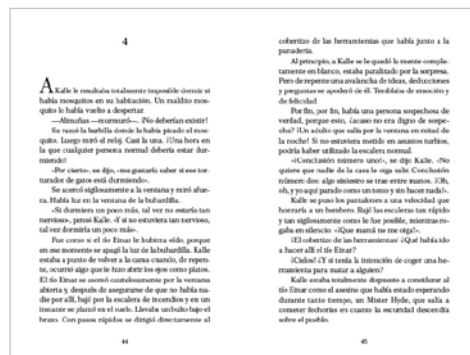 4
A Kalle le resultaba totalmente imposible dormir si
había mosquitos en su habitación. Un maldito mos-
quito lo había vuelto a despertar.
—Alimañas —murmuró—. ¡No deberían existir!
Se rascó la barbilla donde lo había picado el mos-
quito. Luego miró el reloj. Casi la una. ¡Una hora en
la que cualquier persona normal debería estar dur-
miendo!
«Por cierto», se dijo, «me gustaría saber si ese tor-
turador de gatos está durmiendo».
Se acercó sigilosamente a la ventana y miró afue-
ra. Había luz en la ventana de la buhardilla.
«Si durmiera un poco más, tal vez no estaría tan
nervioso», pensó Kalle. «Y si no estuviera tan nervioso,
tal vez dormiría un poco más».
Fue como si el tío Einar le hubiera oído, porque
en ese momento se apagó la luz de la buhardilla. Kalle
estaba a punto de volver a la cama cuando, de repen-
te, ocurrió algo que le hizo abrir los ojos como platos.
El tío Einar se asomó cautelosamente por la ventana
abierta y, después de asegurarse de que no había na-
die por allí, bajó por la escalera de incendios y en un
instante se plantó en el suelo. Llevaba un bulto bajo el
brazo. Con pasos rápidos se dirigió directamente al
44
cobertizo de las herramientas que había junto a la
panadería.
Al principio, a Kalle se le quedó la mente comple-
tamente en blanco, estaba paralizado por la sorpresa.
Pero de repente una avalancha de ideas, deducciones
y preguntas se apoderó de él. Temblaba de emoción y
de felicidad.
Por fin, por fin, había una persona sospechosa de
verdad, porque esto, ¿acaso no era digno de sospe-
cha? ¡Un adulto que salía por la ventana en mitad de
la noche! Si no estuviera metido en asuntos turbios,
podría haber utilizado la escalera normal.
«¡Conclusión número uno!», se dijo Kalle. «No
quiere que nadie de la casa le oiga salir. Conclusión
número dos: algo siniestro se trae entre manos. ¡Oh,
oh, y yo aquí parado como un tonto y sin hacer nada!».
Kalle se puso los pantalones a una velocidad que
honraría a un bombero. Bajó las escaleras tan rápido
y tan sigilosamente como le fue posible, mientras ro-
gaba en silencio: «¡Que mamá no me oiga!».
¡El cobertizo de las herramientas! ¿Qué había ido
a hacer allí el tío Einar?
¡Cielos! ¿Y si tenía la intención de coger una he-
rramienta para matar a alguien?
Kalle estaba totalmente dispuesto a considerar al
tío Einar como el asesino que había estado esperando
durante tanto tiempo, un Mister Hyde, que salía a
cometer fechorías en cuanto la oscuridad descendía
sobre el pueblo.
45